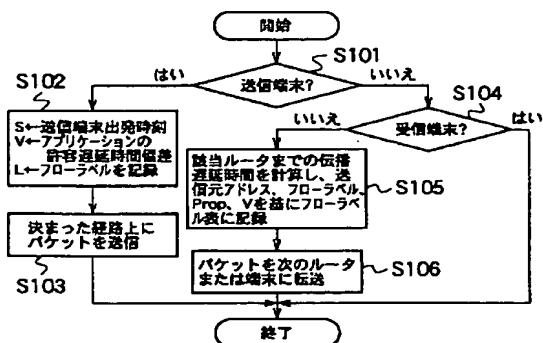 開始
S101
送信端末?
はい
いいえ
S102
S←送信端末出発時刻
V←アプリケーションの
許容遅延時間偏差
L←フローラベルを記録
S104
受信端末?
いいえ
はい
該当ルータまでの伝播
遅延時間を計算し、送
信元アドレス、フローラベル、
Prop、Vを基にフローラベ
ル表に記録
S105
決まった経路上に
パケットを送信
S103
パケットを次のルータ
または端末に転送
S106
終了